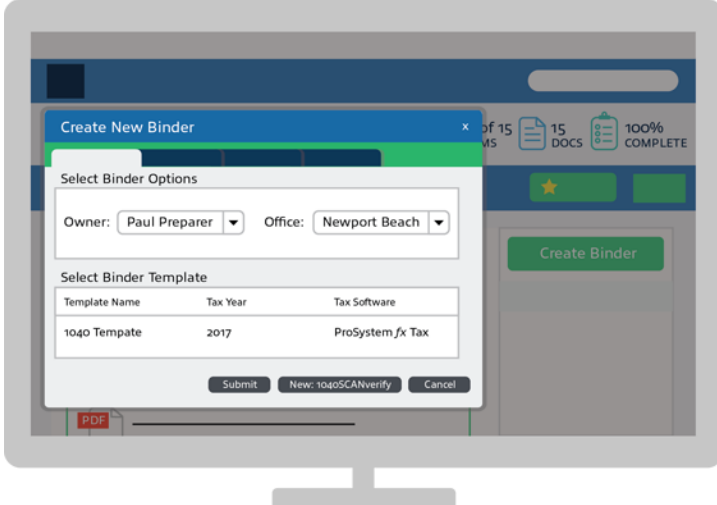 Create New Binder x
of 15 15 100%
MS DOCS COMPLETE
Select Binder Options
Owner: Paul Preparer Office: Newport Beach
Create Binder
Select Binder Template
Template Name Tax Year Tax Software
1040 Tempate 2017 ProSystem fx Tax
Submit New: 1040SCANverify Cancel
PDF